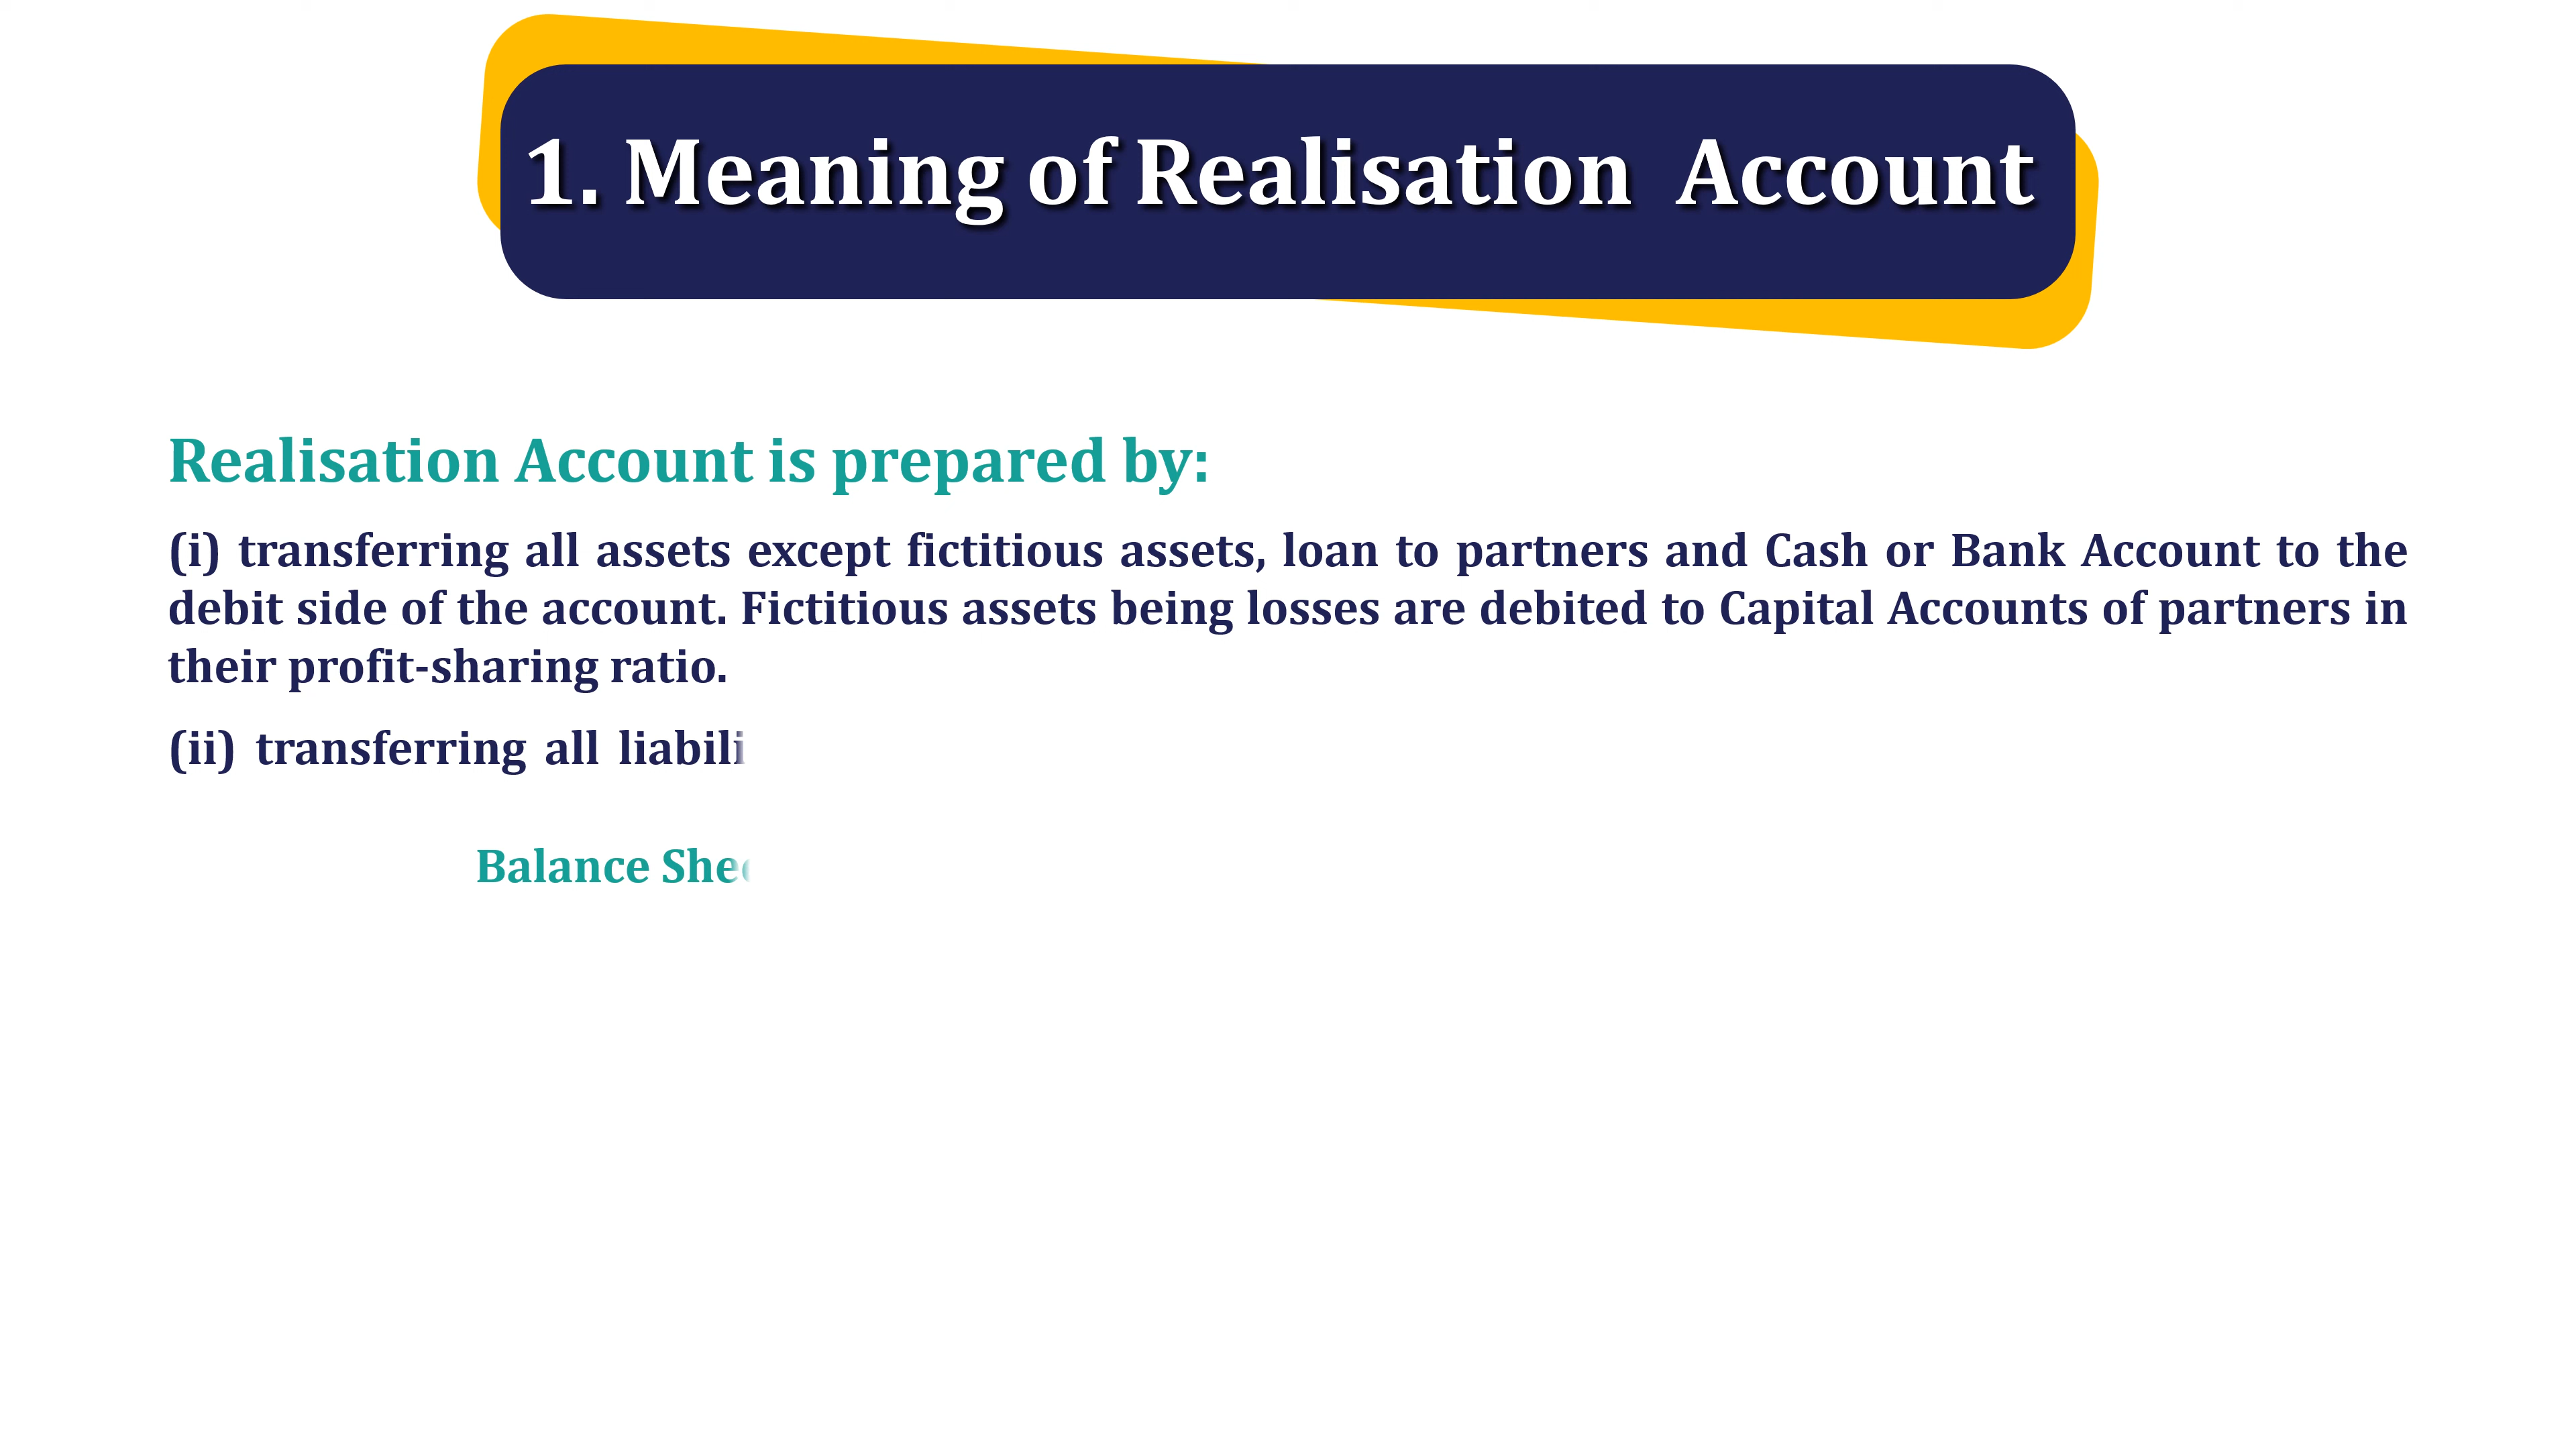 1. Meaning of Realisation Account
Realisation Account is prepared by:
(i) transferring all assets except fictitious assets, loan to partners and Cash or Bank Account to the
debit side of the account. Fictitious assets being losses are debited to Capital Accounts of partners in
their profit-sharing ratio.
(ii) transferring all
Balance